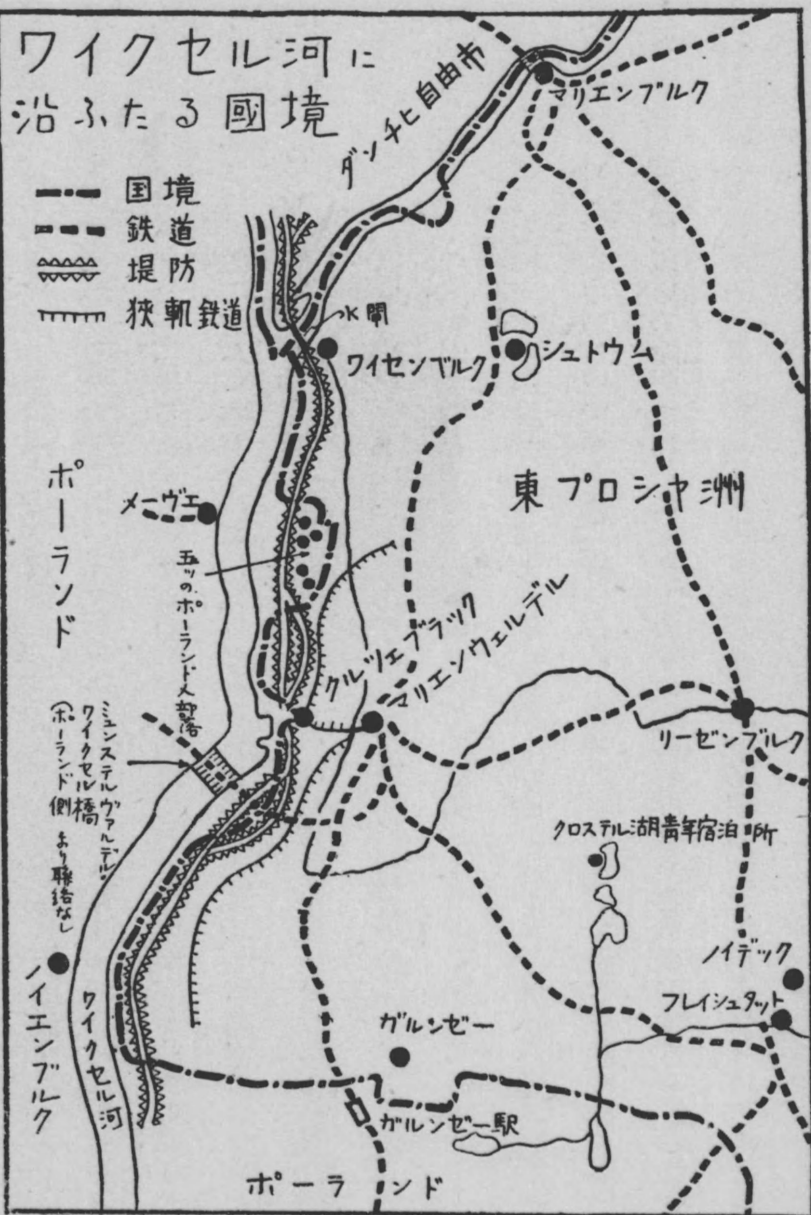 ワイクセル河に
沿ふたる國境
国境
鉄道
堤防
狹軌鉄道
ダンチヒ自由市
マリエンブルク
水閘
ワイセンブルク
シュトウム
東プロシヤ洲
ポーランド
メーヴェ
五ツのポーランド人部落
クルツェブラック
マリエンウェルデル
リーゼンブルク
ミュンステルヴァルデル
ワイクセル橋
(ポーランド側より聯絡なし
クロステル湖靑年宿泊所
ノイデック
フレイシュタット
ノイエンブルク
ワイクセル河
ガルンゼー
ガルンゼー駅
ポーランド